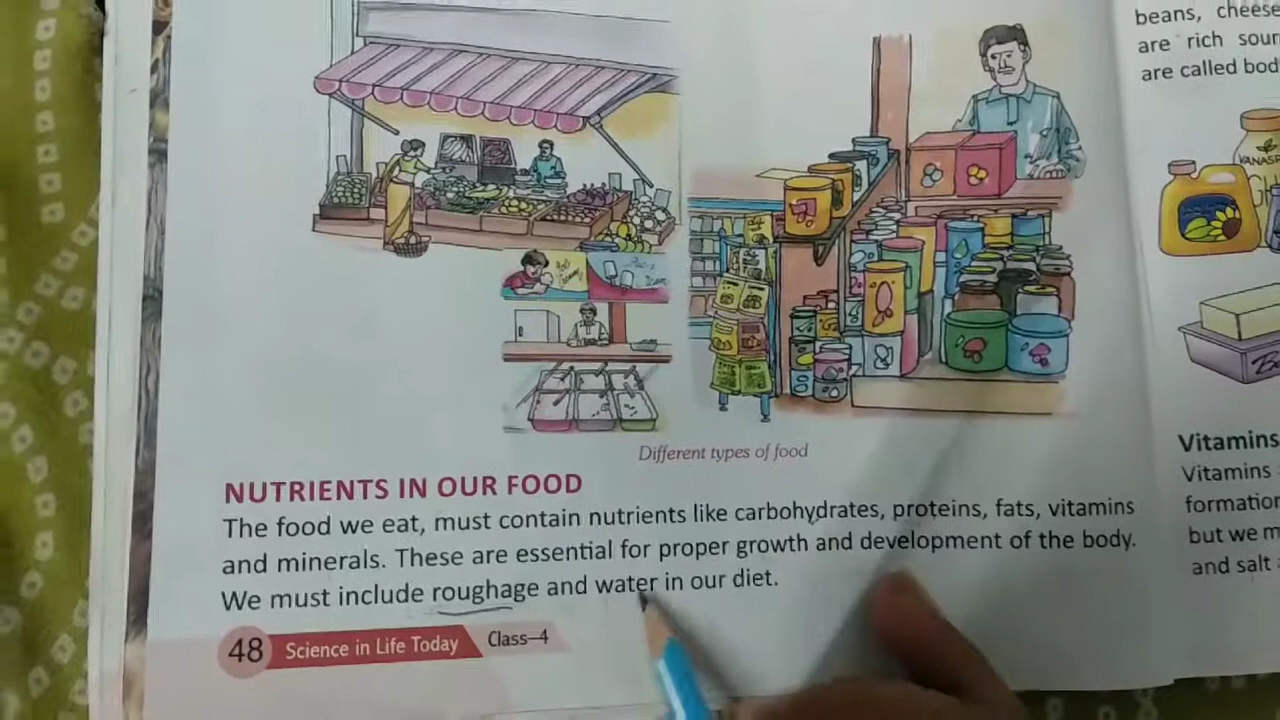 beans, cheese
are rich sour
are called bod
VANASP
Different types of food
NUTRIENTS IN OUR FOOD
The food we eat, must contain nutrients like carbohydrates, proteins, fats, vitamins
and minerals. These are essential for proper growth and development of the body.
We must include roughage and water in our diet.
48 Science in Life Today Class–4
Vitamins
Vitamins
formation
but we m
and salt